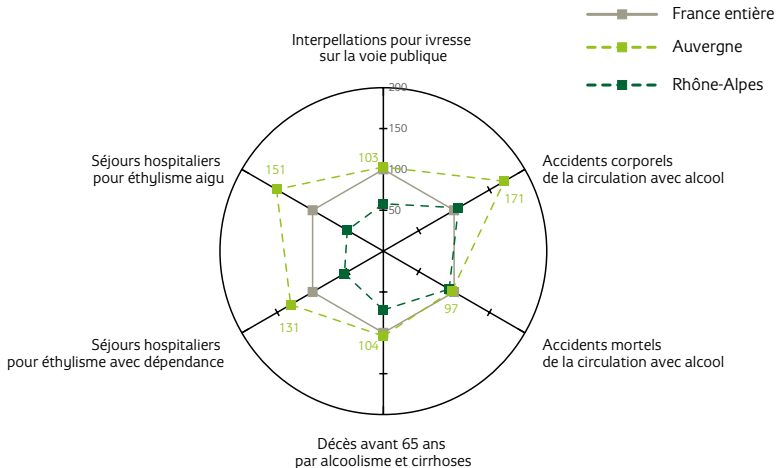 France entière
Auvergne
Rhône-Alpes
Interpellations pour ivresse
sur la voie publique
200
150
100
50
103
151
171
131
104
97
Séjours hospitaliers
pour éthylisme aigu
Accidents corporels
de la circulation avec alcool
Séjours hospitaliers
pour éthylisme avec dépendance
Accidents mortels
de la circulation avec alcool
Décès avant 65 ans
par alcoolisme et cirrhoses